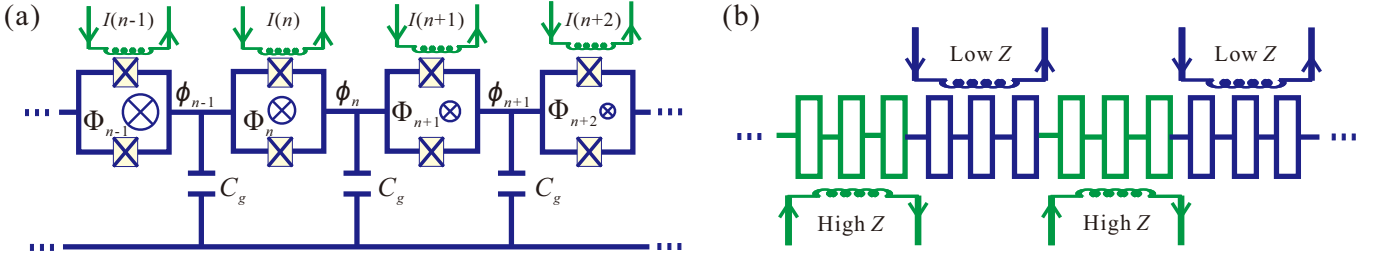 (a)
I(n-1)
I(n)
I(n+1)
I(n+2)
Φn-1
ϕn-1
Φn
ϕn
Φn+1
ϕn+1
Φn+2
Cg
Cg
Cg
(b)
Low Z
Low Z
High Z
High Z